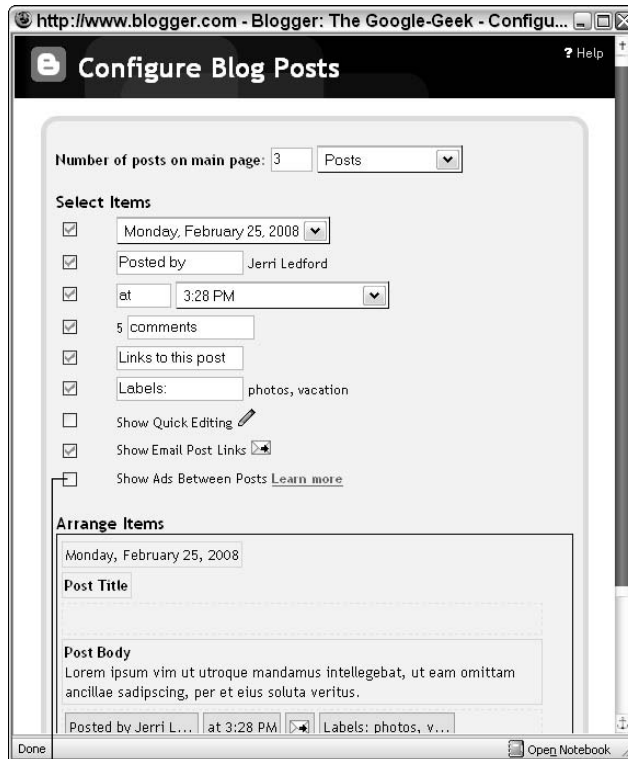 http://www.blogger.com - Blogger: The Google-Geek - Configu...
Configure Blog Posts
? Help
Number of posts on main page: 3 Posts
Select Items
Monday, February 25, 2008
Posted by Jerri Ledford
at 3:28 PM
5 comments
Links to this post
Labels: photos, vacation
Show Quick Editing
Show Email Post Links
Show Ads Between Posts Learn more
Arrange Items
Monday, February 25, 2008
Post Title
Post Body
Lorem ipsum vim ut utroque mandamus intellegebat, ut eam omittam
ancillae sadipscing, per et eius soluta veritus.
Posted by Jerri L... at 3:28 PM Labels: photos, v...
Done Open Notebook